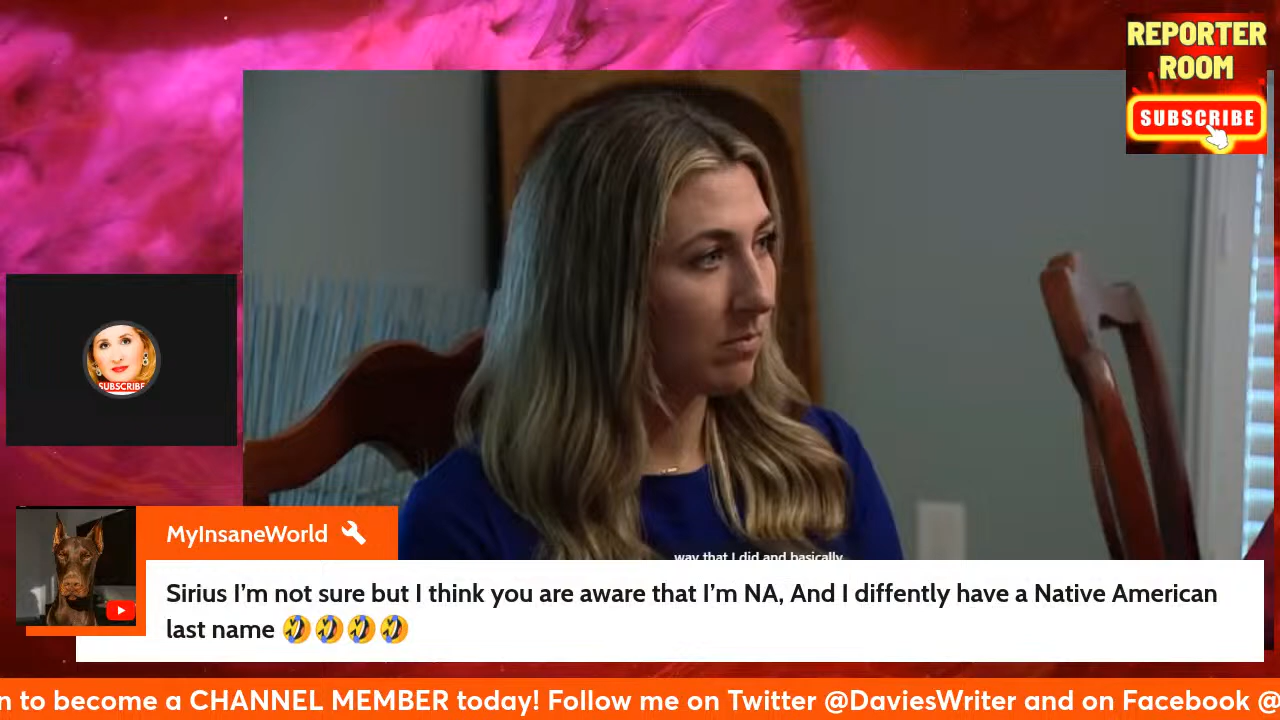 REPORTER
ROOM
SUBSCRIBE
SUBSCRIBE
way that I did and basically
MyInsaneWorld
Sirius I’m not sure but I think you are aware that I’m NA, And I diffently have a Native American
last name 🤣🤣🤣🤣
n to become a CHANNEL MEMBER today! Follow me on Twitter @DaviesWriter and on Facebook @